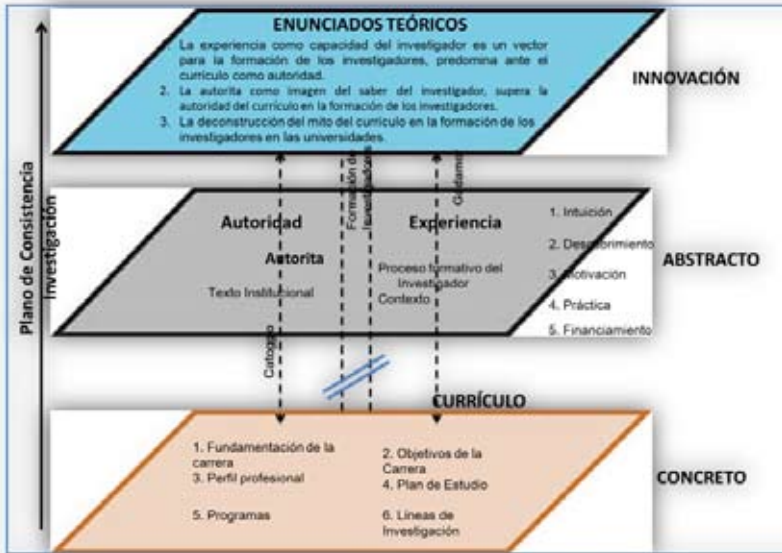 ENUNCIADOS TEÓRICOS
1. La experiencia como capacidad del investigador es un vector
para la formación de los investigadores, predomina ante el
currículo como autoridad.
2. La autorita como imagen del saber del investigador, supera la
autoridad del currículo en la formación de los investigadores.
3. La deconstrucción del mito del currículo en la formación de los
investigadores en las universidades.
INNOVACIÓN
Plano de Consistencia
Investigación
Formación de
Investigadores
Autoridad
Experiencia
Autorita
Texto Institucional
Proceso formativo del
Investigador
Contexto
1. Intuición
2. Descubrimiento
3. Motivación
4. Práctica
5. Financiamiento
ABSTRACTO
Catoggio
CURRÍCULO
1. Fundamentación de la
carrera
2. Objetivos de la
Carrera
3. Perfil profesional
4. Plan de Estudio
5. Programas
6. Líneas de
Investigación
CONCRETO